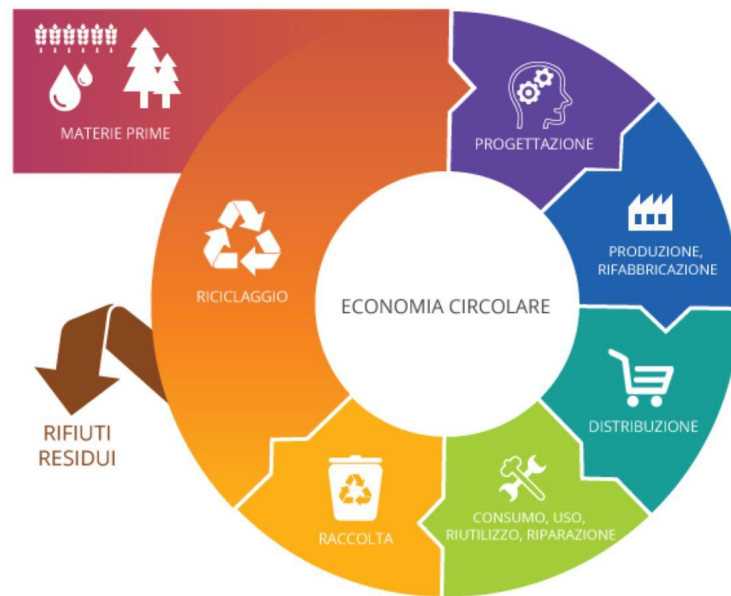 MATERIE PRIME
PROGETTAZIONE
PRODUZIONE,
RIFABBRICAZIONE
RICICLAGGIO
ECONOMIA CIRCOLARE
DISTRIBUZIONE
RIFIUTI
RESIDUI
CONSUMO, USO,
RIUTILIZZO, RIPARAZIONE
RACCOLTA